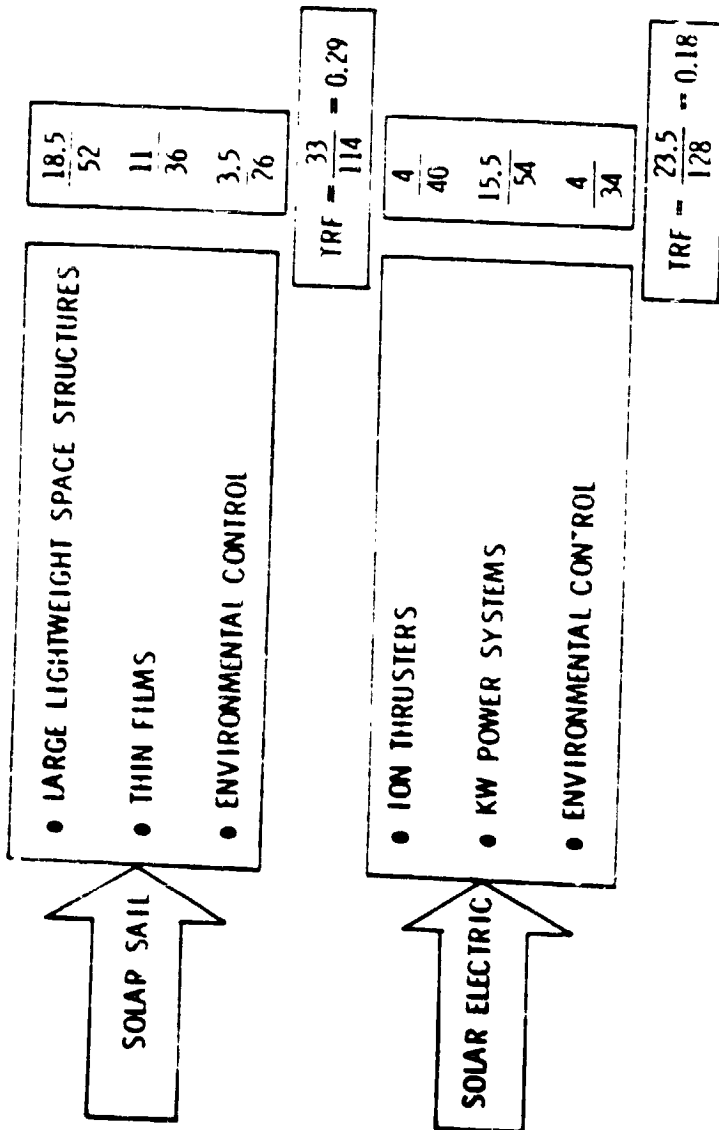 SOLAR SAIL
• LARGE LIGHTWEIGHT SPACE STRUCTURES
18.5
52
• THIN FILMS
11
36
• ENVIRONMENTAL CONTROL
3.5
26
TRF = 33
114
= 0.29
SOLAR ELECTRIC
• ION THRUSTERS
4
40
• KW POWER SYSTEMS
15.5
54
• ENVIRONMENTAL CONTROL
4
34
TRF = 23.5
128
= 0.18